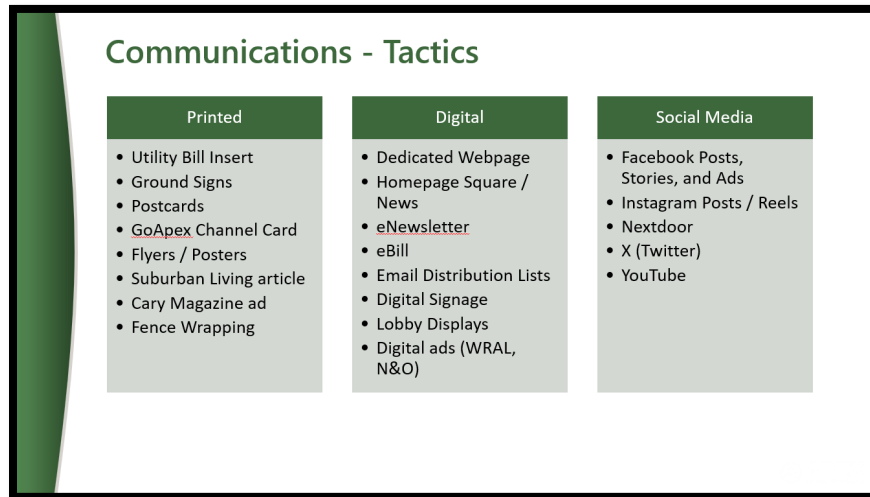 Communications - Tactics
Printed
• Utility Bill Insert
• Ground Signs
• Postcards
• GoApex Channel Card
• Flyers / Posters
• Suburban Living article
• Cary Magazine ad
• Fence Wrapping
Digital
• Dedicated Webpage
• Homepage Square /
News
• eNewsletter
• eBill
• Email Distribution Lists
• Digital Signage
• Lobby Displays
• Digital ads (WRAL,
N&O)
Social Media
• Facebook Posts,
Stories, and Ads
• Instagram Posts / Reels
• Nextdoor
• X (Twitter)
• YouTube